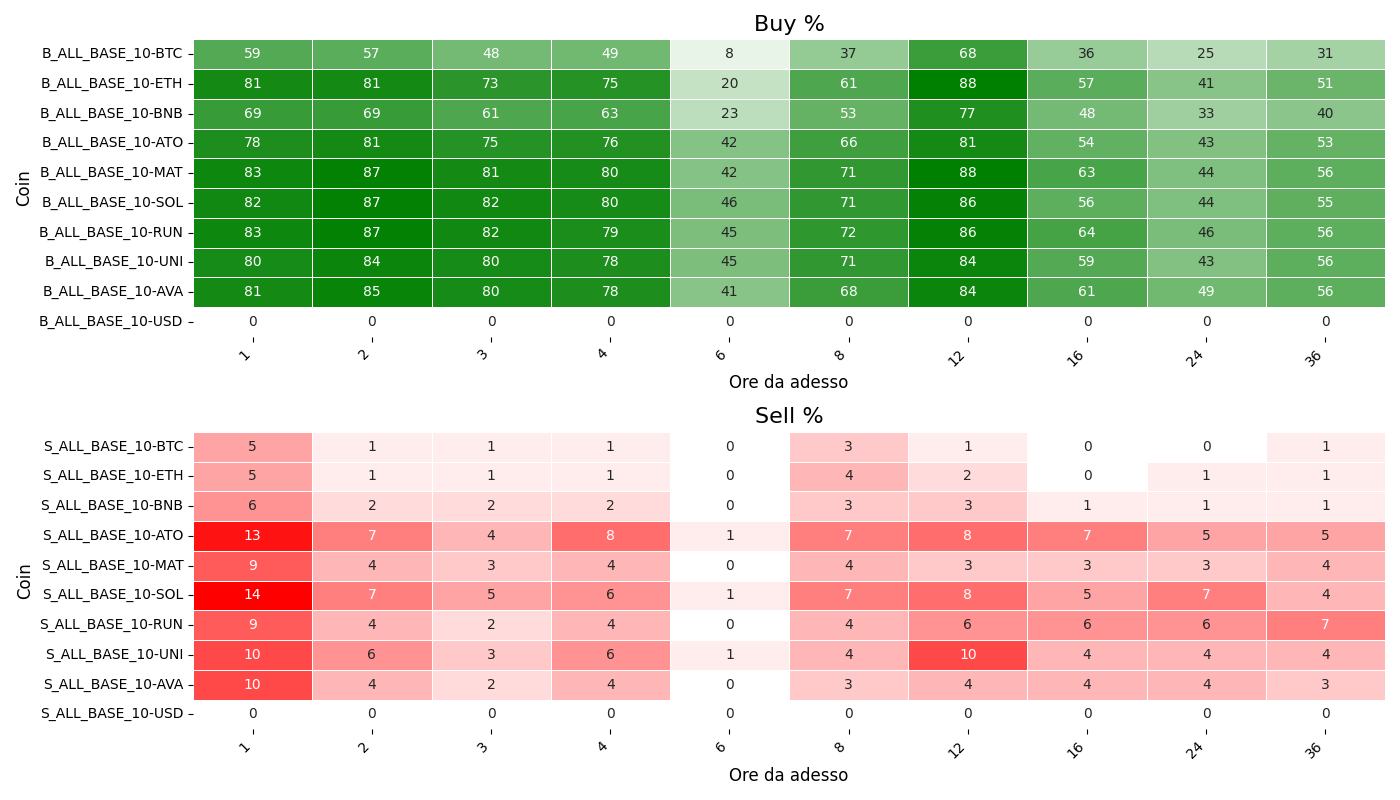 Buy %
Coin
B_ALL_BASE_10-BTC 59 57 48 49 8 37 68 36 25 31
B_ALL_BASE_10-ETH 81 81 73 75 20 61 88 57 41 51
B_ALL_BASE_10-BNB 69 69 61 63 23 53 77 48 33 40
B_ALL_BASE_10-ATO 78 81 75 76 42 66 81 54 43 53
B_ALL_BASE_10-MAT 83 87 81 80 42 71 88 63 44 56
B_ALL_BASE_10-SOL 82 87 82 80 46 71 86 56 44 55
B_ALL_BASE_10-RUN 83 87 82 79 45 72 86 64 46 56
B_ALL_BASE_10-UNI 80 84 80 78 45 71 84 59 43 56
B_ALL_BASE_10-AVA 81 85 80 78 41 68 84 61 49 56
B_ALL_BASE_10-USD 0 0 0 0 0 0 0 0 0 0
1 2 3 4 6 8 12 16 24 36
Ore da adesso
Sell %
Coin
S_ALL_BASE_10-BTC 5 1 1 1 0 3 1 0 0 1
S_ALL_BASE_10-ETH 5 1 1 1 0 4 2 0 1 1
S_ALL_BASE_10-BNB 6 2 2 2 0 3 3 1 1 1
S_ALL_BASE_10-ATO 13 7 4 8 1 7 8 7 5 5
S_ALL_BASE_10-MAT 9 4 3 4 0 4 3 3 3 4
S_ALL_BASE_10-SOL 14 7 5 6 1 7 8 5 7 4
S_ALL_BASE_10-RUN 9 4 2 4 0 4 6 6 6 7
S_ALL_BASE_10-UNI 10 6 3 6 1 4 10 4 4 4
S_ALL_BASE_10-AVA 10 4 2 4 0 3 4 4 4 3
S_ALL_BASE_10-USD 0 0 0 0 0 0 0 0 0 0
1 2 3 4 6 8 12 16 24 36
Ore da adesso